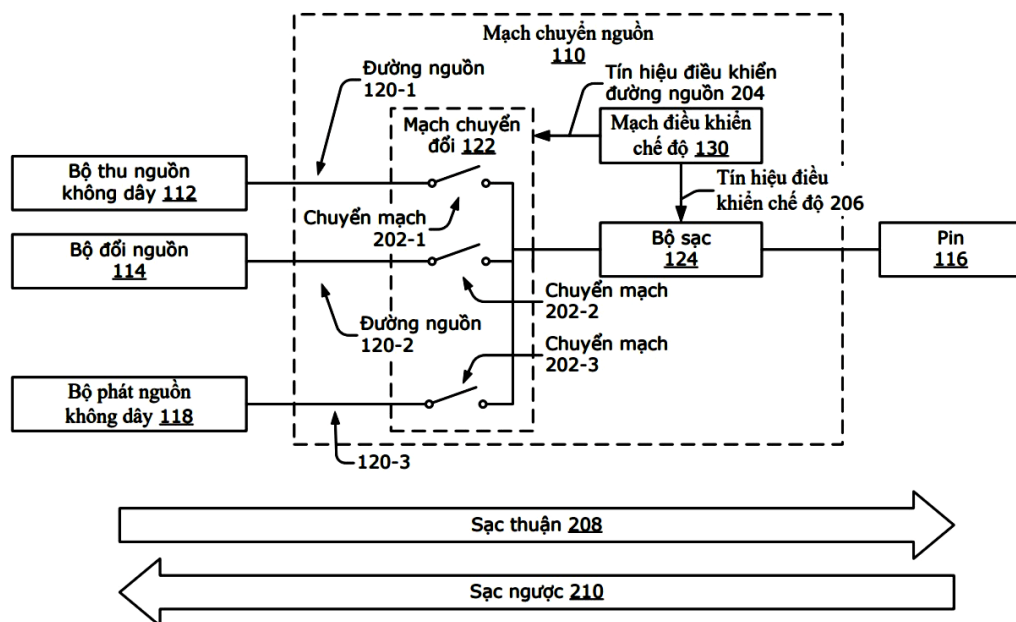 Mạch chuyển nguồn
110
Đường nguồn
120-1
Tín hiệu điều khiển
đường nguồn 204
Mạch chuyển
đổi 122
Mạch điều khiển
chế độ 130
Bộ thu nguồn
không dây 112
Tín hiệu điều
khiển chế độ 206
Chuyển mạch
202-1
Bộ đổi nguồn
114
Bộ sạc
124
Pin
116
Chuyển mạch
202-2
Đường nguồn
120-2
Chuyển mạch
202-3
Bộ phát nguồn
không dây 118
120-3
Sạc thuận 208
Sạc ngược 210